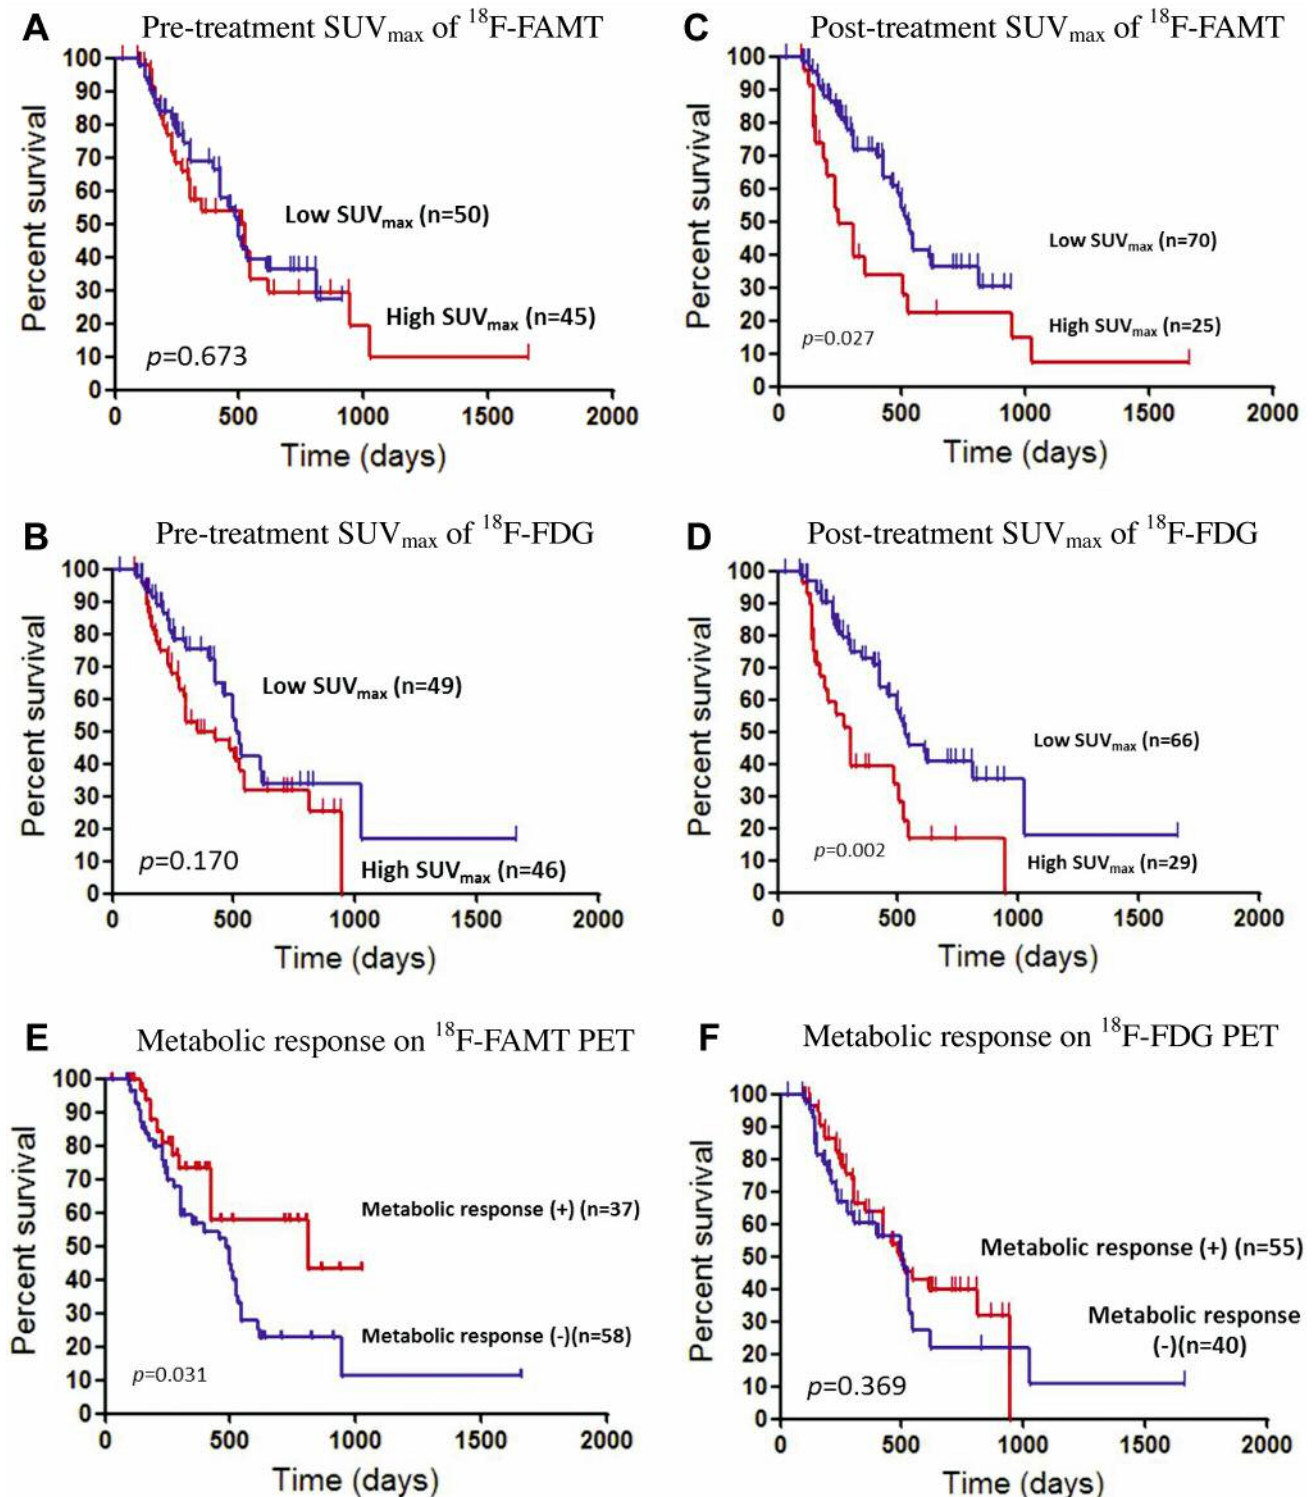 A Pre-treatment SUVmax of 18F-FAMT
100
90
80
70
60
50
40
30
20
10
0
Percent survival
Low SUVmax (n=50)
High SUVmax (n=45)
p=0.673
0 500 1000 1500 2000
Time (days)
C Post-treatment SUVmax of 18F-FAMT
100
90
80
70
60
50
40
30
20
10
0
Percent survival
Low SUVmax (n=70)
High SUVmax (n=25)
p=0.027
0 500 1000 1500 2000
Time (days)
B Pre-treatment SUVmax of 18F-FDG
100
90
80
70
60
50
40
30
20
10
0
Percent survival
Low SUVmax (n=49)
p=0.170
High SUVmax (n=46)
0 500 1000 1500 2000
Time (days)
D Post-treatment SUVmax of 18F-FDG
100
90
80
70
60
50
40
30
20
10
0
Percent survival
Low SUVmax (n=66)
p=0.002
High SUVmax (n=29)
0 500 1000 1500 2000
Time (days)
E Metabolic response on 18F-FAMT PET
100
90
80
70
60
50
40
30
20
10
0
Percent survival
Metabolic response (+) (n=37)
Metabolic response (-)(n=58)
p=0.031
0 500 1000 1500 2000
Time (days)
F Metabolic response on 18F-FDG PET
100
90
80
70
60
50
40
30
20
10
0
Percent survival
Metabolic response (+) (n=55)
Metabolic response
(-)(n=40)
p=0.369
0 500 1000 1500 2000
Time (days)